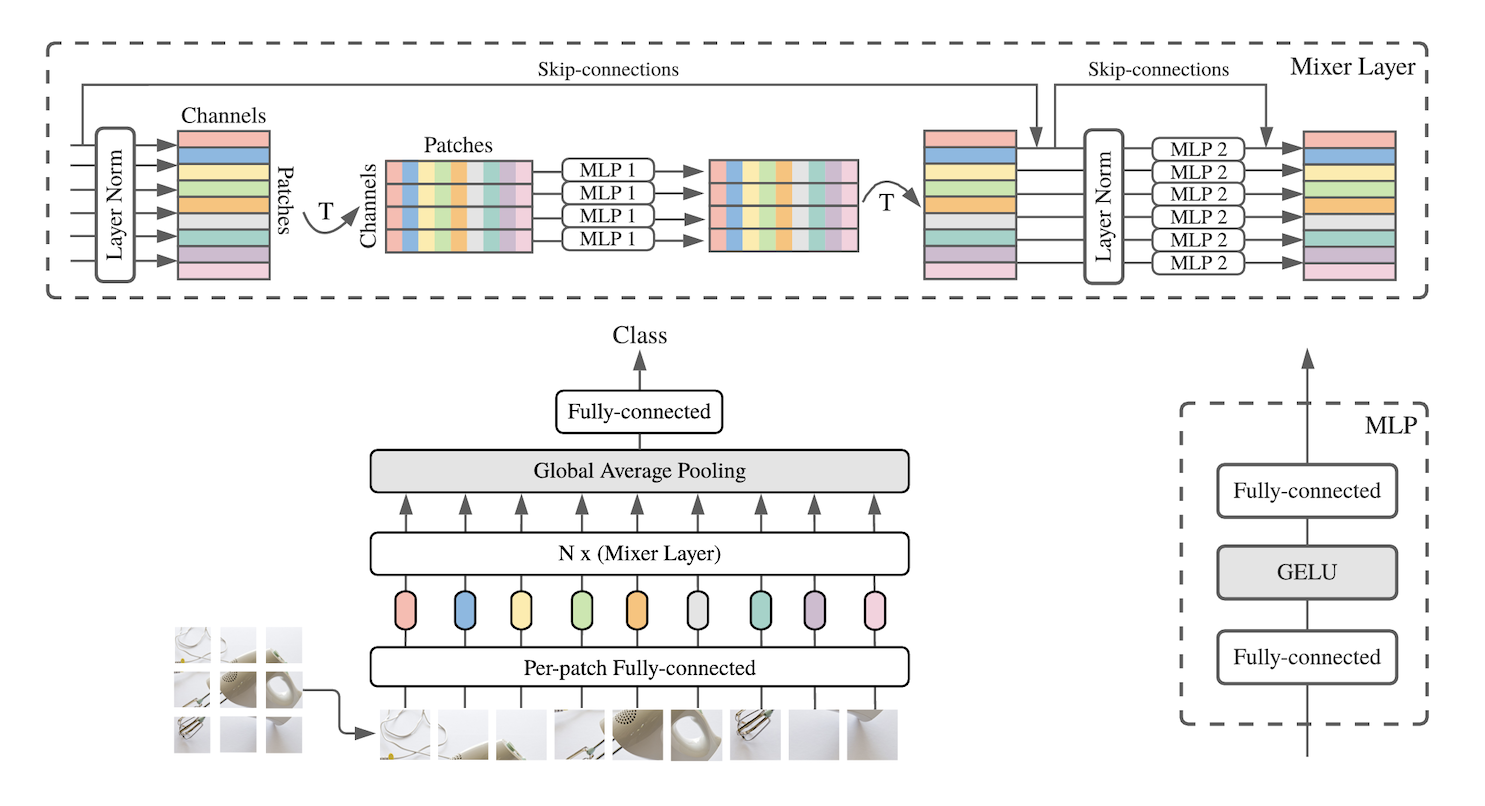 Skip-connections
Skip-connections
Mixer Layer
Channels
Layer Norm
Patches
T
Patches
Channels
MLP 1
MLP 1
MLP 1
MLP 1
T
Layer Norm
MLP 2
MLP 2
MLP 2
MLP 2
MLP 2
MLP 2
Class
Fully-connected
Global Average Pooling
N x (Mixer Layer)
Per-patch Fully-connected
MLP
Fully-connected
GELU
Fully-connected